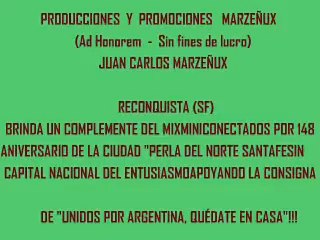 PRODUCCIONES Y PROMOCIONES MARZEÑUX
(Ad Honorem - Sin fines de lucro)
JUAN CARLOS MARZEÑUX
RECONQUISTA (SF)
BRINDA UN COMPLEMENTE DEL MIXMINICONECTADOS POR 148
ANIVERSARIO DE LA CIUDAD "PERLA DEL NORTE SANTAFESIN
CAPITAL NACIONAL DEL ENTUSIASMOAPOYANDO LA CONSIGNA
DE "UNIDOS POR ARGENTINA, QUÉDATE EN CASA"!!!